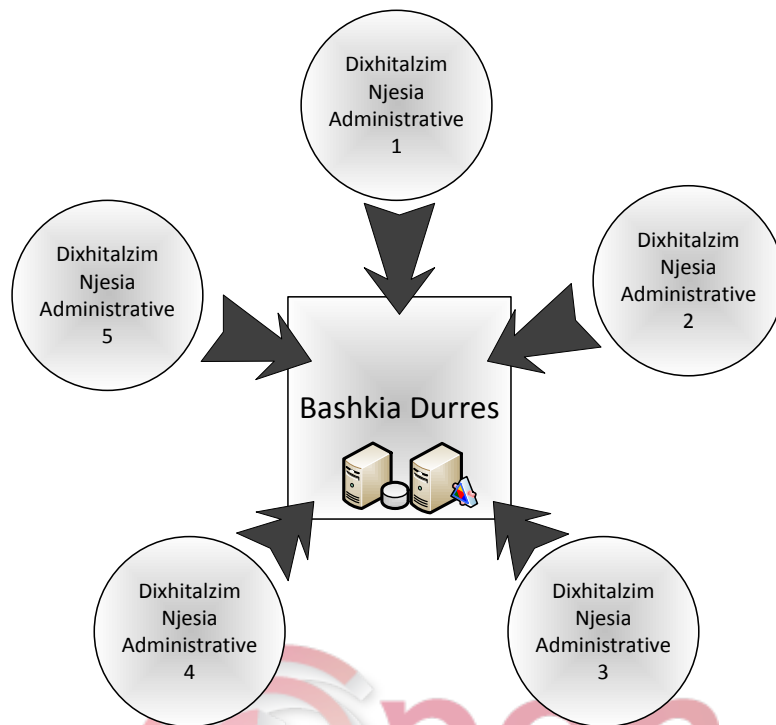 Dixhitalzim
Njesia
Administrative
1
Dixhitalzim
Njesia
Administrative
5
Dixhitalzim
Njesia
Administrative
2
Bashkia Durres
Dixhitalzim
Njesia
Administrative
4
Dixhitalzim
Njesia
Administrative
3